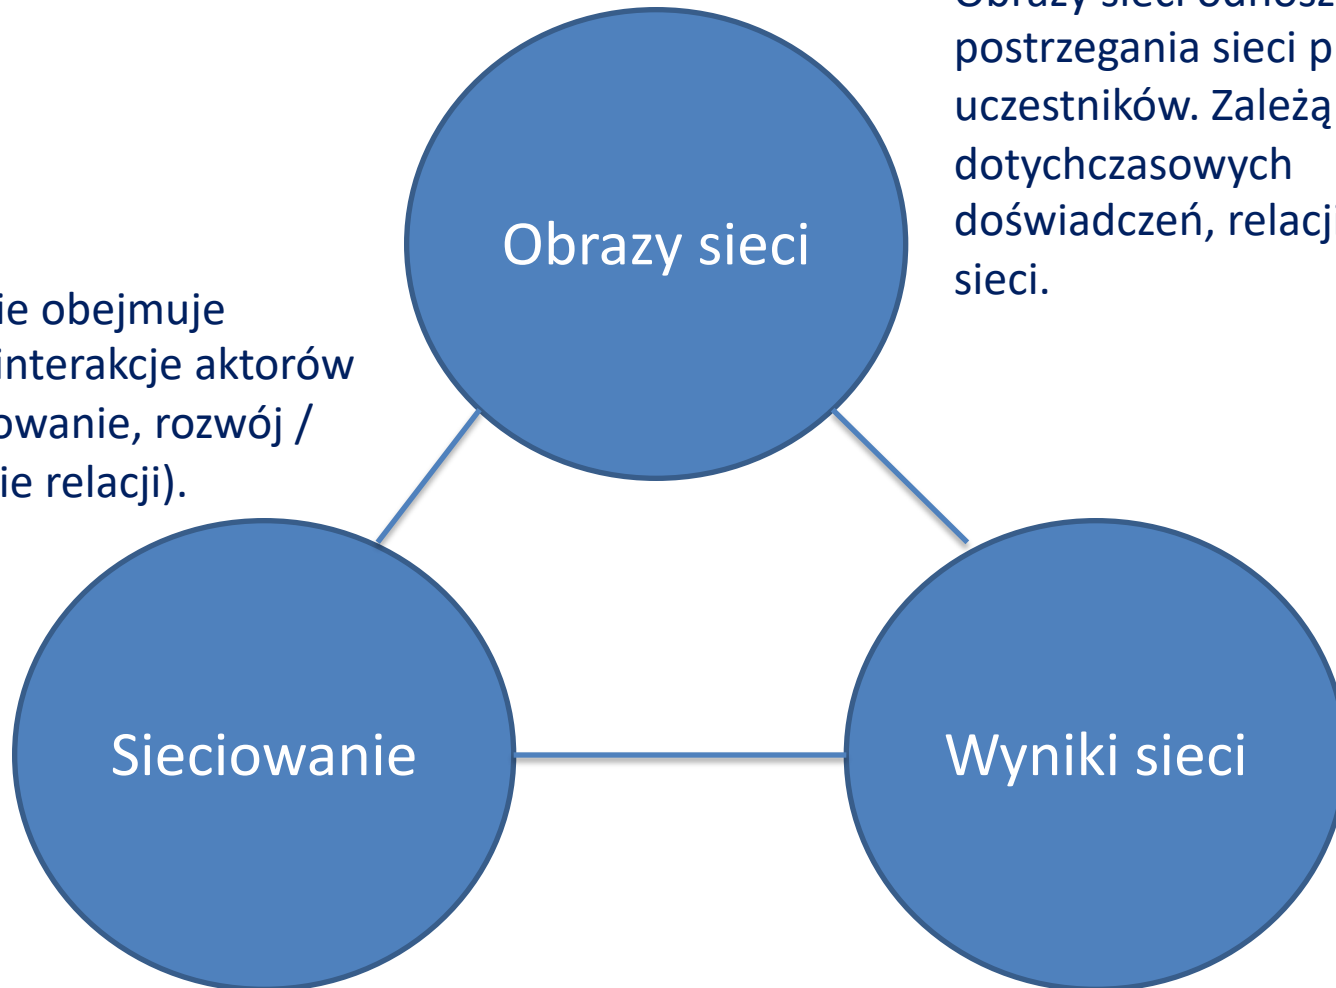 postrzegania sieci p
uczestników. Zależą
dotychczasowych
doświadczeń, relacji
sieci.
Obrazy sieci
ie obejmuje
interakcje aktorów
owanie, rozwój /
ie relacji).
Sieciowanie
Wyniki sieci